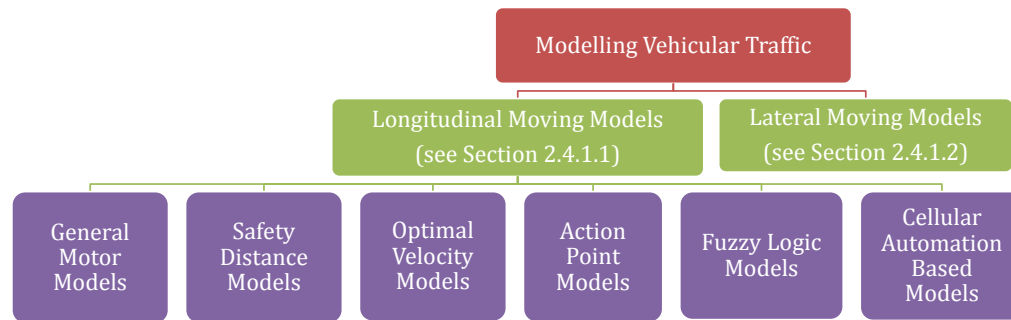 Modelling Vehicular Traffic
Longitudinal Moving Models
(see Section 2.4.1.1)
Lateral Moving Models
(see Section 2.4.1.2)
General
Motor
Models
Safety
Distance Models
Optimal
Velocity Models
Action
Point
Models
Fuzzy Logic
Models
Cellular
Automation
Based Models